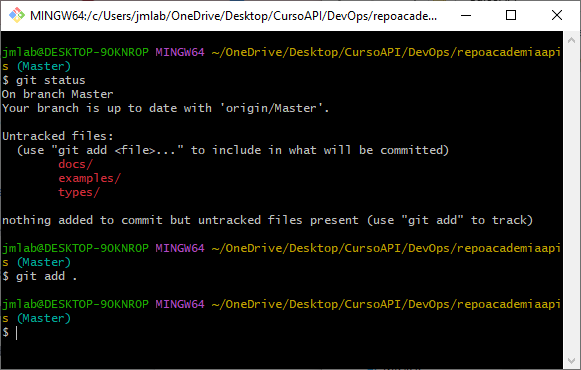 MINGW64:/c/Users/jmlab/OneDrive/Desktop/CursoAPI/DevOps/repoacade...
jmlab@DESKTOP-9OKNROP MINGW64 ~/OneDrive/Desktop/CursoAPI/DevOps/repoacademiaapi
s (Master)
$ git status
On branch Master
Your branch is up to date with 'origin/Master'.
Untracked files:
(use "git add <file>..." to include in what will be committed)
docs/
examples/
types/
nothing added to commit but untracked files present (use "git add" to track)
jmlab@DESKTOP-9OKNROP MINGW64 ~/OneDrive/Desktop/CursoAPI/DevOps/repoacademiaapi
s (Master)
$ git add .
jmlab@DESKTOP-9OKNROP MINGW64 ~/OneDrive/Desktop/CursoAPI/DevOps/repoacademiaapi
s (Master)
$